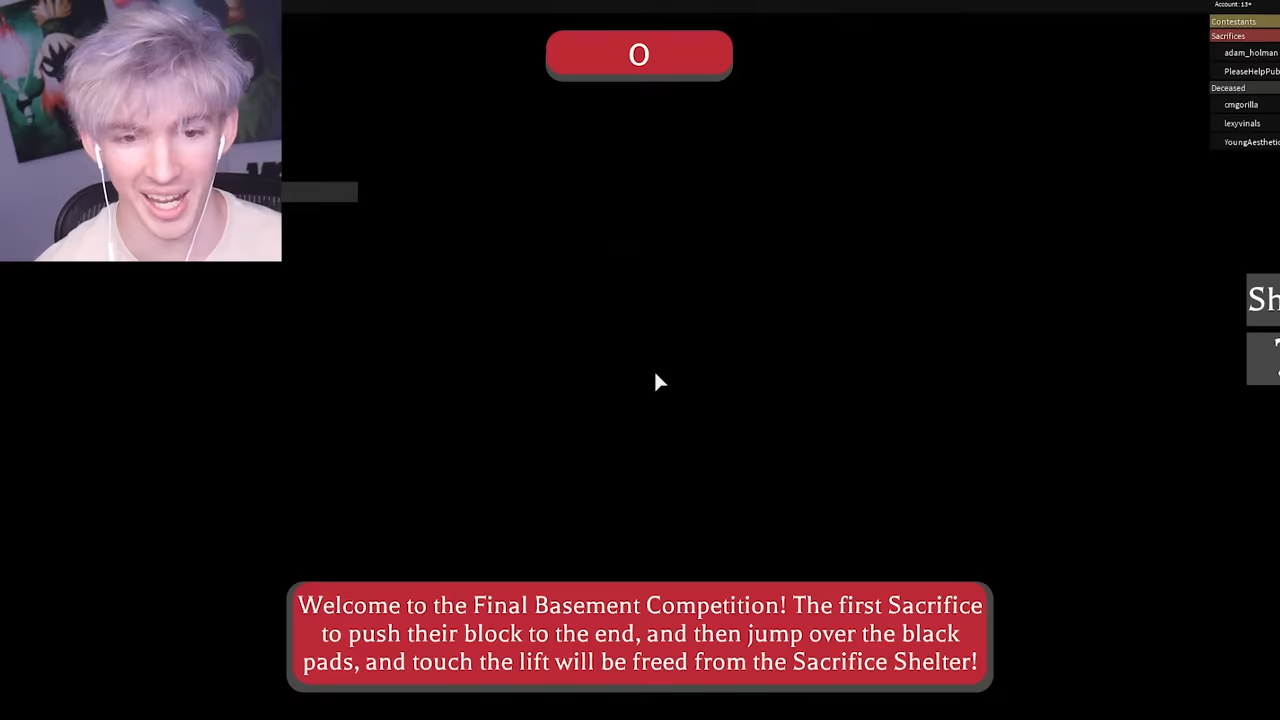 Account: 13+
0
Contestants
Sacrifices
adam_holman
PleaseHelpPub
Deceased
cmgorilla
lexyvinals
YoungAesthetic
Sh
Welcome to the Final Basement Competition! The first Sacrifice
to push their block to the end, and then jump over the black
pads, and touch the lift will be freed from the Sacrifice Shelter!